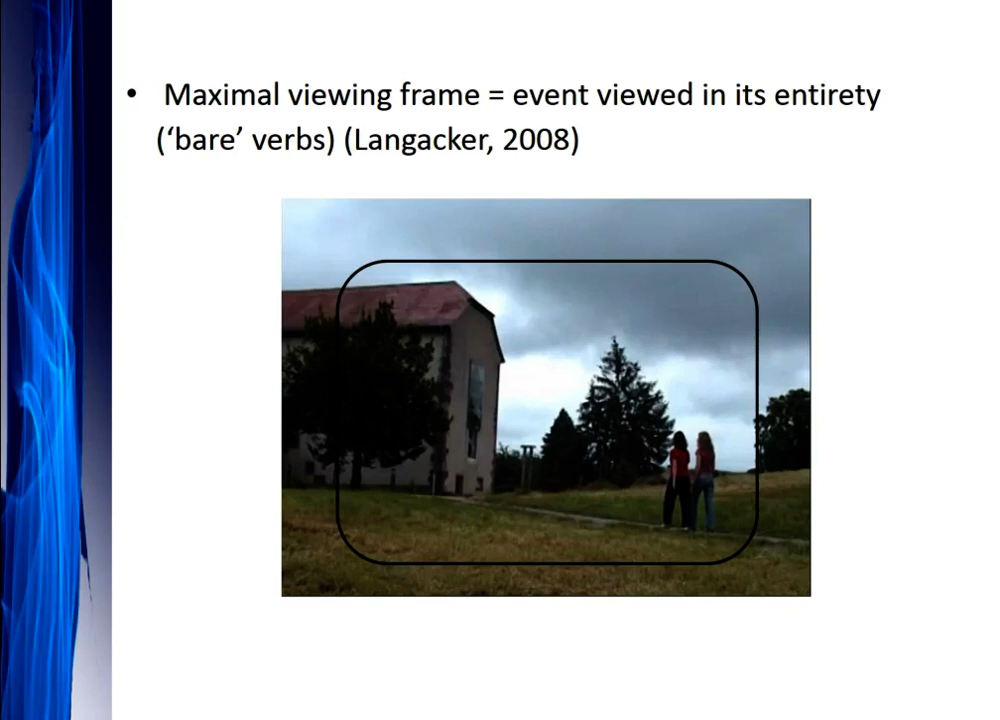 • Maximal viewing frame = event viewed in its entirety
(‘bare’ verbs) (Langacker, 2008)